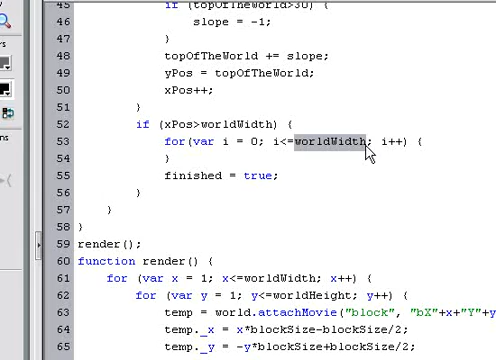 45 if (topOfTheWorld>30) {
46 slope = -1;
47 }
48 topOfTheWorld += slope;
49 yPos = topOfTheWorld;
50 xPos++;
51 }
52 if (xPos>worldWidth) {
53 for(var i = 0; i<=worldWidth; i++) {
54 }
55 finished = true;
56 }
57 }
58 }
59 render();
60 function render() {
61 for (var x = 1; x<=worldWidth; x++) {
62 for (var y = 1; y<=worldHeight; y++) {
63 temp = world.attachMovie("block", "bX"+x+"Y"+y
64 temp._x = x*blockSize-blockSize/2;
65 temp._y = -y*blockSize+blockSize/2;